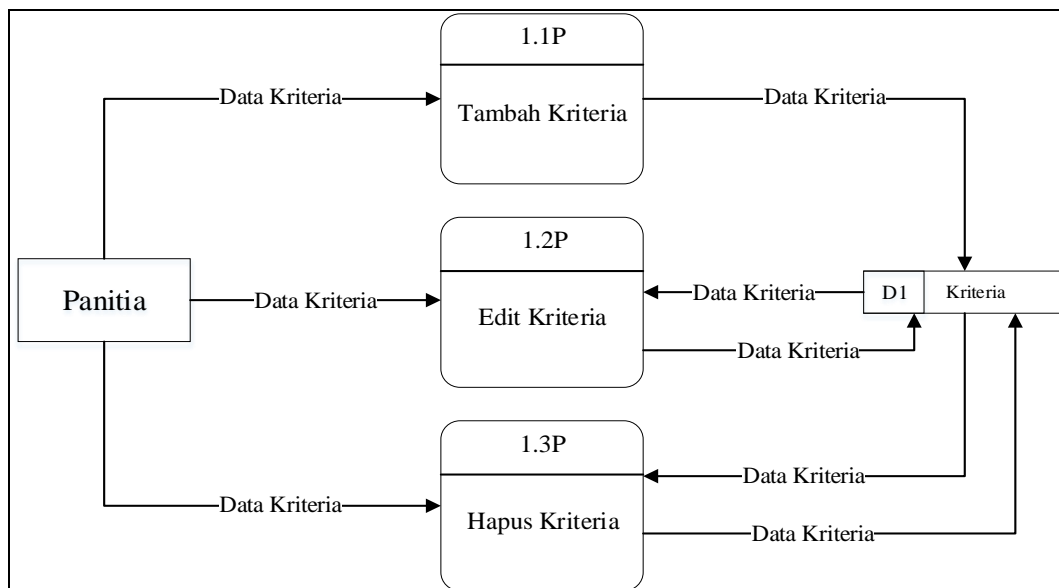 1.1P
Data Kriteria
Tambah Kriteria
Data Kriteria
1.2P
Panitia
Data Kriteria
Edit Kriteria
Data Kriteria
D1
Kriteria
Data Kriteria
1.3P
Data Kriteria
Data Kriteria
Hapus Kriteria
Data Kriteria